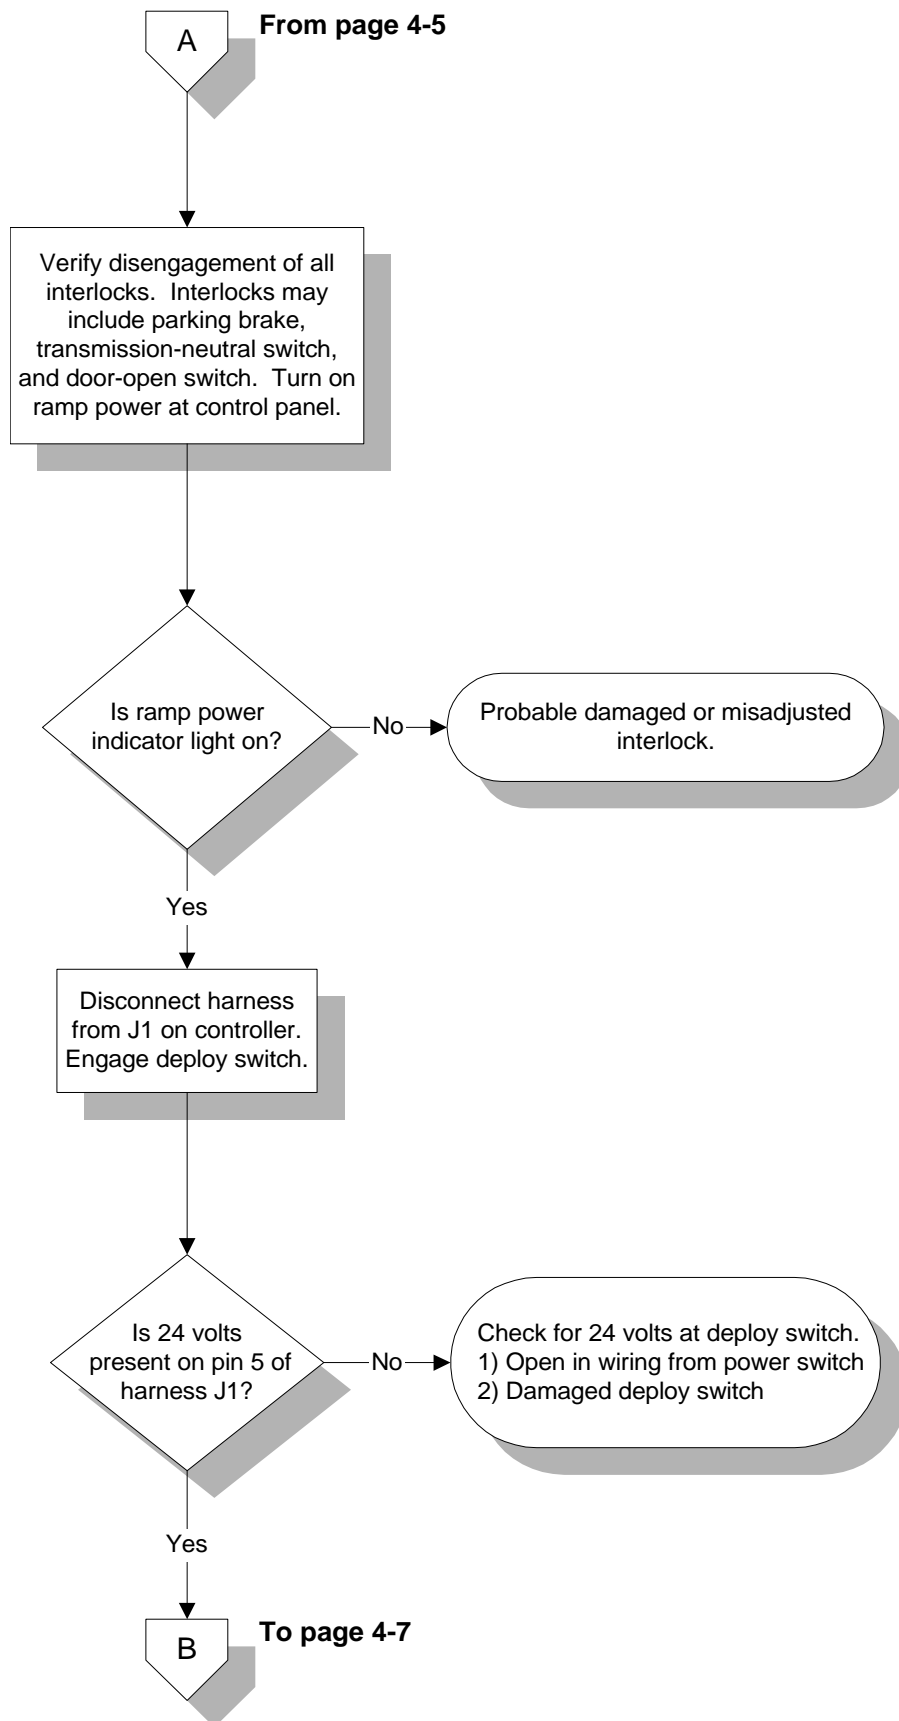 A
From page 4-5
Verify disengagement of all
interlocks.  Interlocks may
include parking brake,
transmission-neutral switch,
and door-open switch.  Turn on
ramp power at control panel.
Is ramp power
indicator light on?
No
Probable damaged or misadjusted
interlock.
Yes
Disconnect harness
from J1 on controller.
Engage deploy switch.
Is 24 volts
present on pin 5 of
harness J1?
No
Check for 24 volts at deploy switch.
1) Open in wiring from power switch
2) Damaged deploy switch
Yes
B
To page 4-7